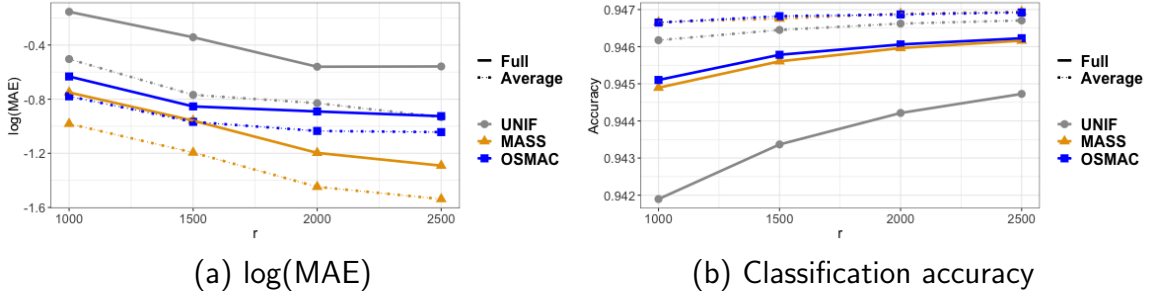 -0.4
-0.8
-1.2
-1.6
log(MAE)
1000
1500
2000
2500
r
Full
Average
UNIF
MASS
OSMAC
(a) log(MAE)
0.947
0.946
0.945
0.944
0.943
0.942
Accuracy
1000
1500
2000
2500
r
Full
Average
UNIF
MASS
OSMAC
(b) Classification accuracy